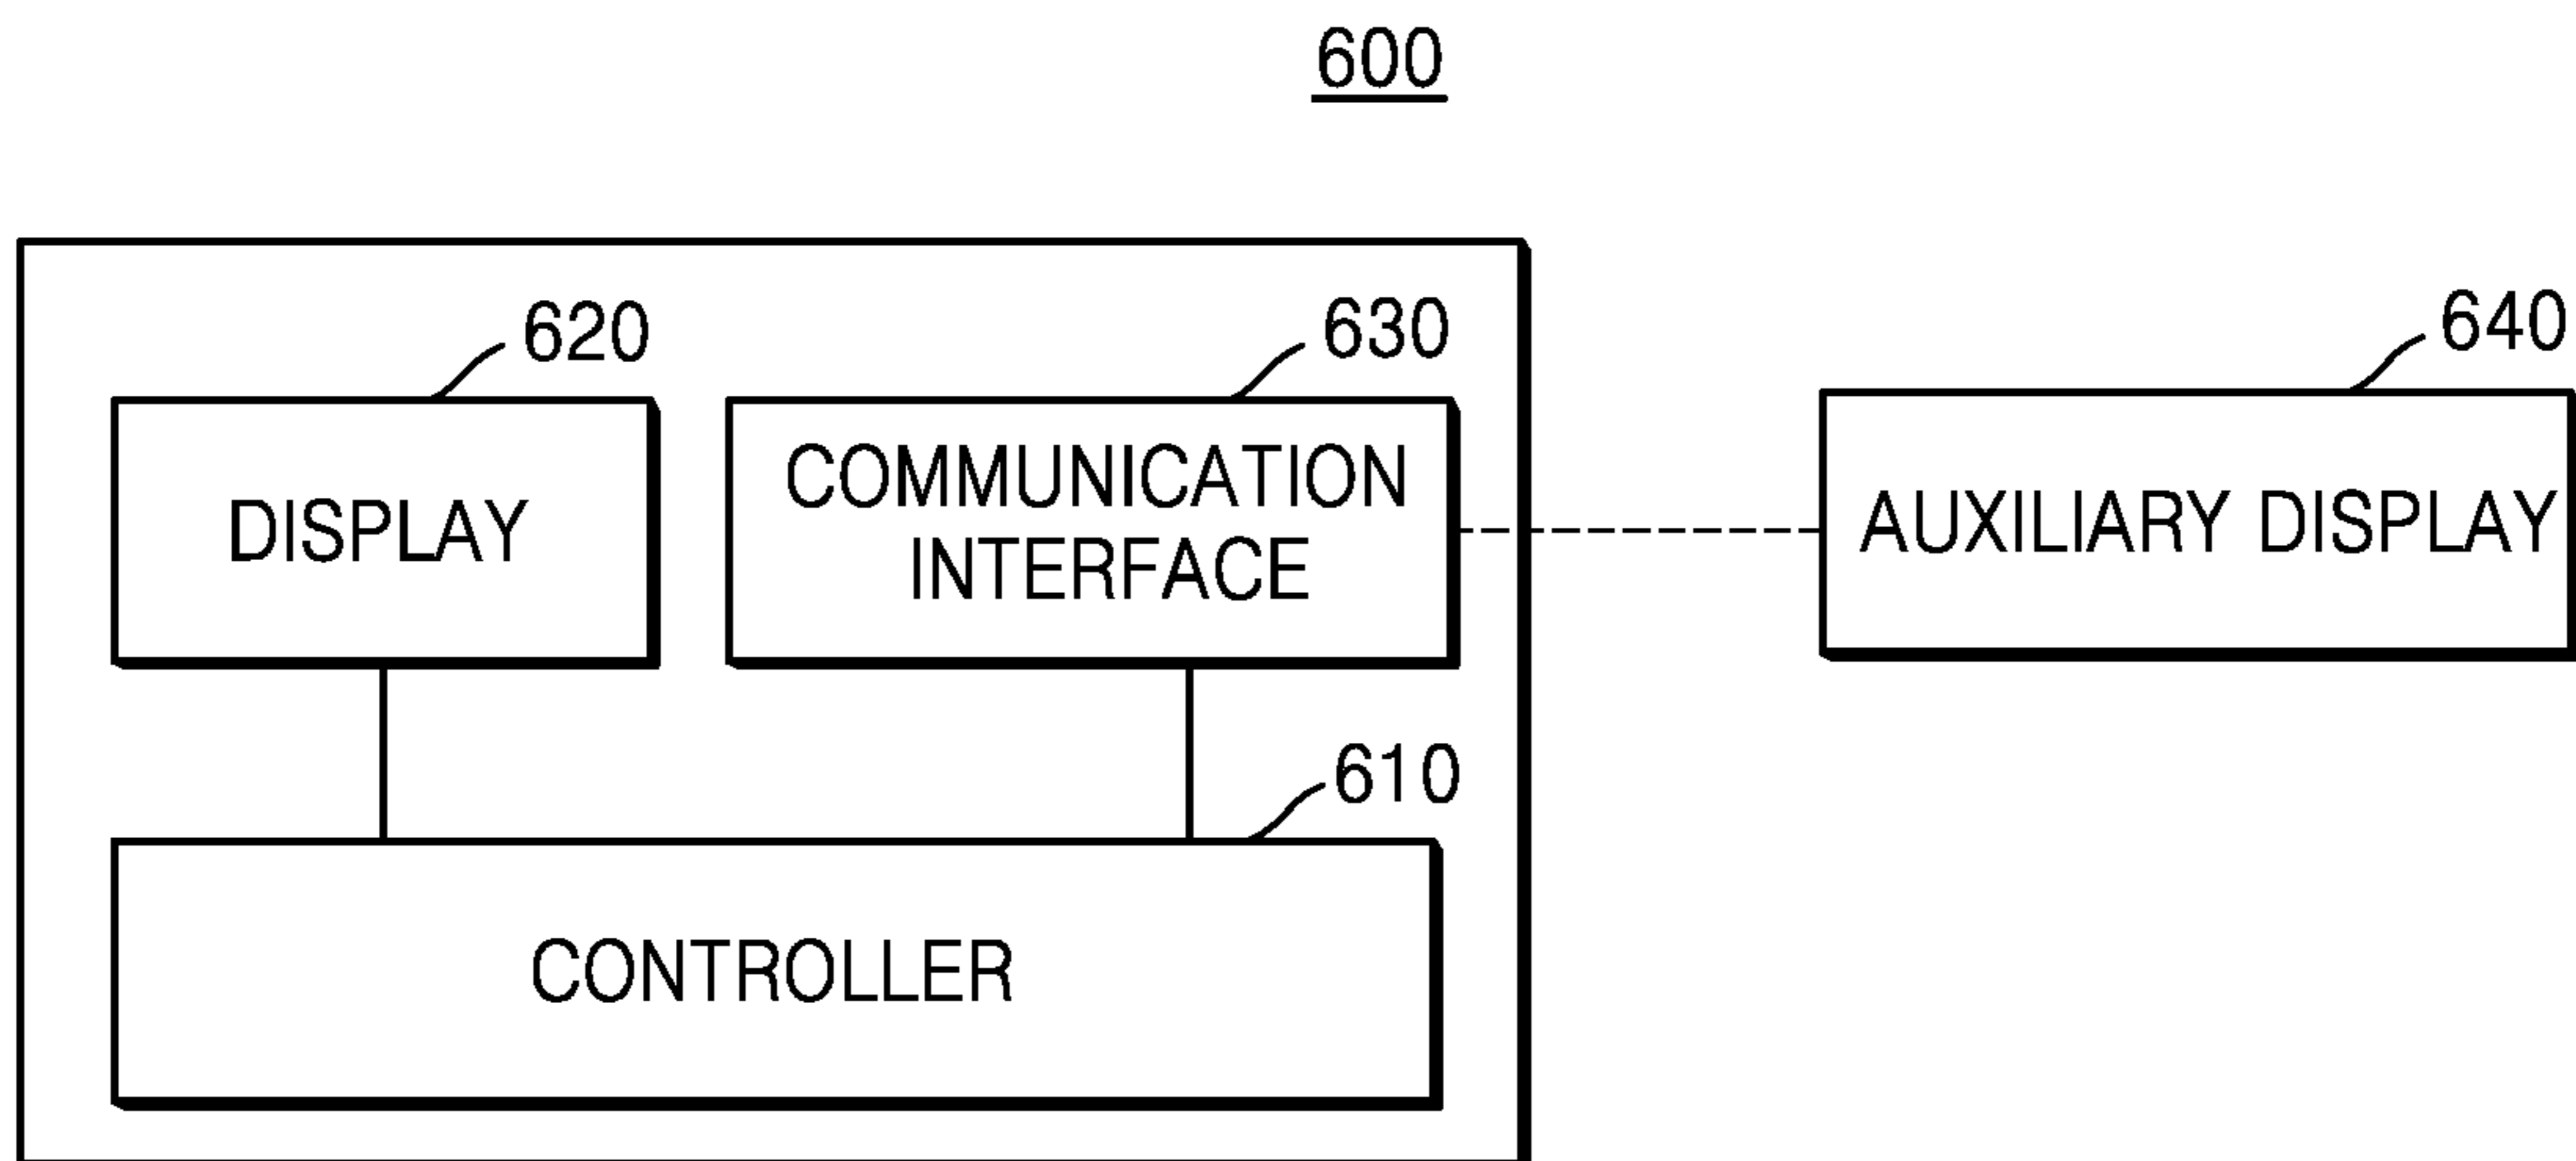 600
620
630
640
DISPLAY
COMMUNICATION
INTERFACE
AUXILIARY DISPLAY
610
CONTROLLER